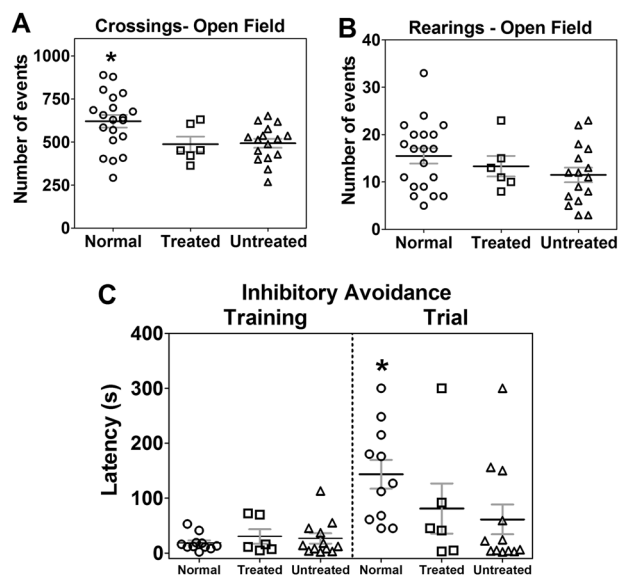 A
Crossings- Open Field
*
Number of events
1000
750
500
250
0
Normal Treated Untreated
B
Rearings - Open Field
Number of events
40
30
20
10
0
Normal Treated Untreated
C
Inhibitory Avoidance
Training Trial
*
Latency (s)
400
300
200
100
0
Normal Treated Untreated Normal Treated Untreated